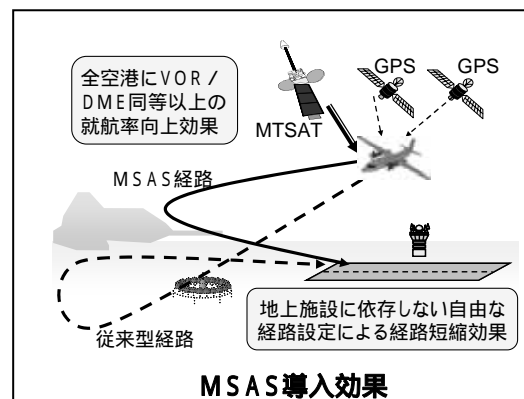 全空港にVOR/
DME同等以上の
就航率向上効果
GPS
GPS
MTSAT
MSAS経路
従来型経路
地上施設に依存しない自由な
経路設定による経路短縮効果
MSAS導入効果